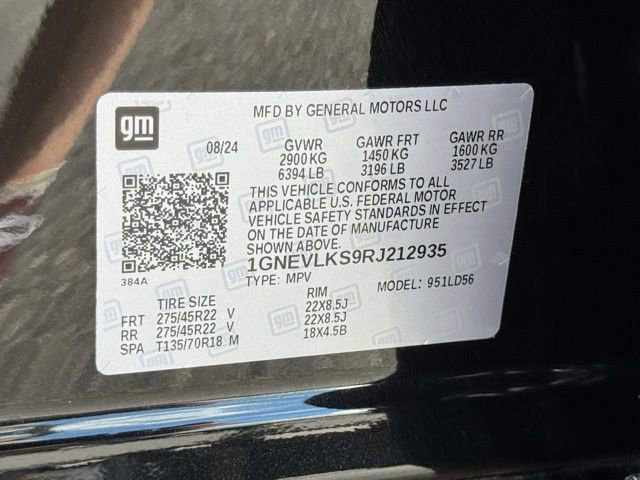 gm
MFD BY GENERAL MOTORS LLC
08/24 GVWR GAWR FRT GAWR RR
2900 KG 1450 KG 1600 KG
6394 LB 3196 LB 3527 LB
THIS VEHICLE CONFORMS TO ALL
APPLICABLE U.S. FEDERAL MOTOR
VEHICLE SAFETY STANDARDS IN EFFECT
ON THE DATE OF MANUFACTURE
SHOWN ABOVE.
384A
1GNEVLKS9RJ212935
TYPE: MPV MODEL: 951LD56
TIRE SIZE RIM
FRT 275/45R22 V 22X8.5J
RR 275/45R22 V 22X8.5J
SPA T135/70R18 M 18X4.5B